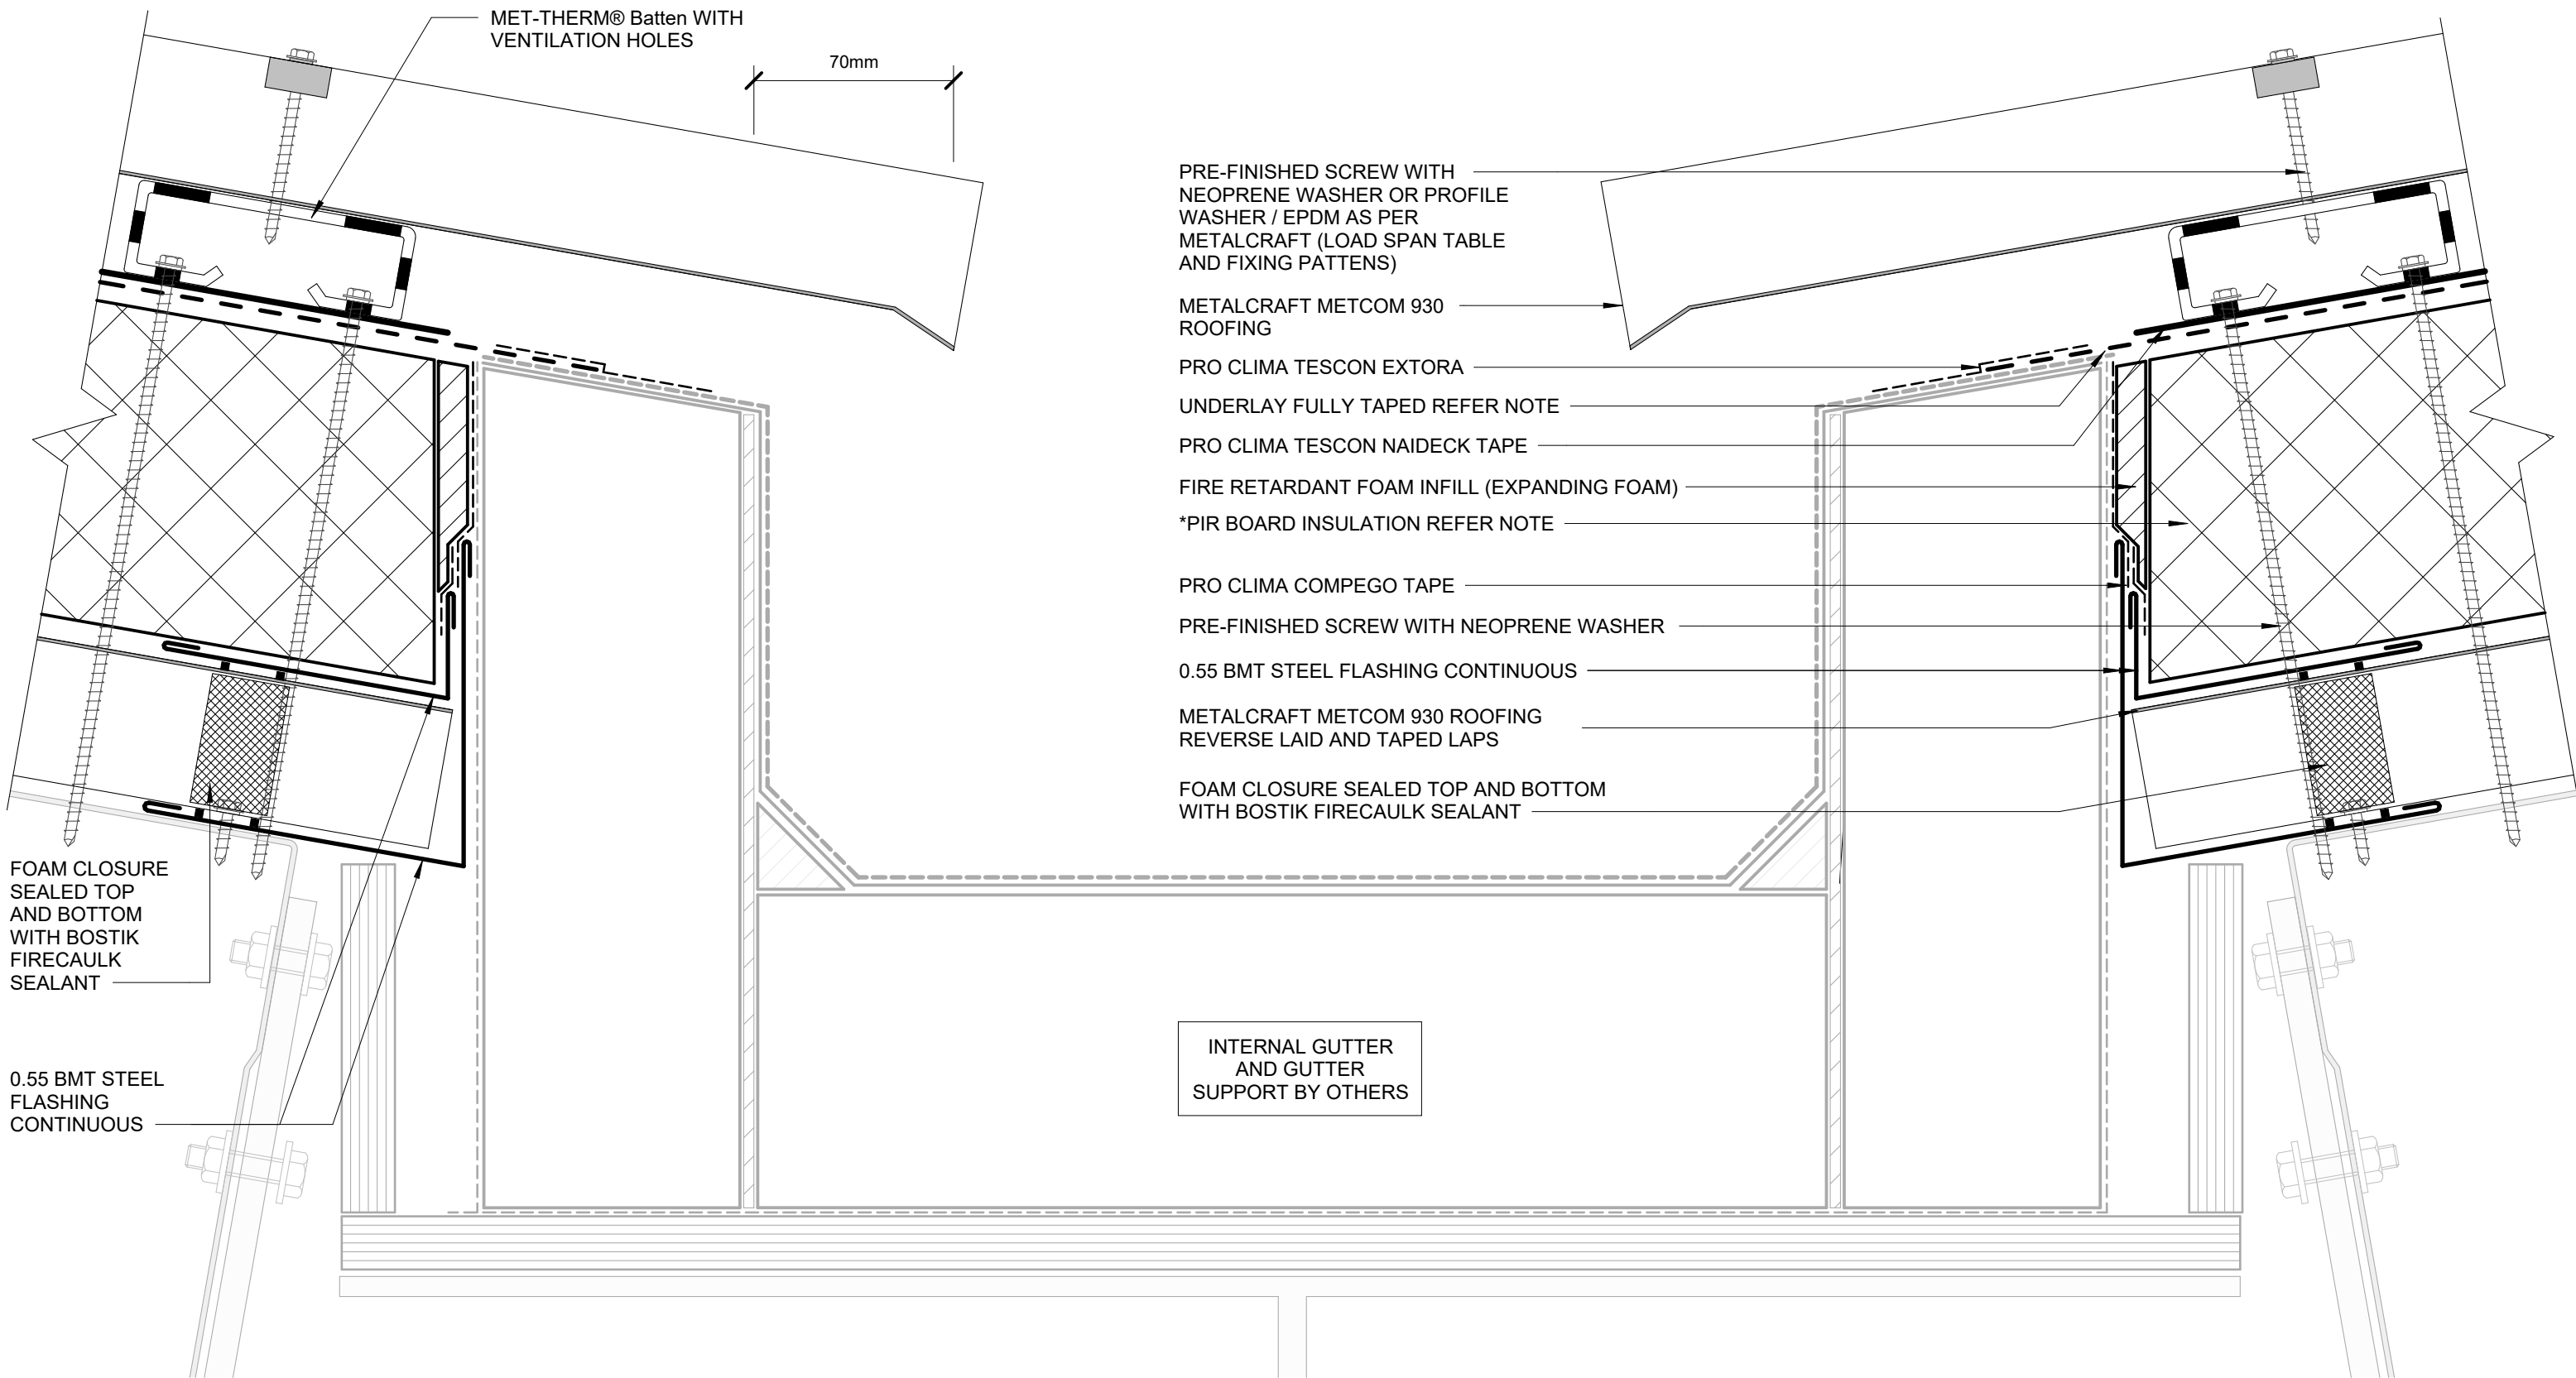 MET-THERM® Batten WITH
VENTILATION HOLES
70mm
PRE-FINISHED SCREW WITH
NEOPRENE WASHER OR PROFILE
WASHER / EPDM AS PER
METALCRAFT (LOAD SPAN TABLE
AND FIXING PATTENS)
METALCRAFT METCOM 930
ROOFING
PRO CLIMA TESCON EXTORA
UNDERLAY FULLY TAPED REFER NOTE
PRO CLIMA TESCON NAIDECK TAPE
FIRE RETARDANT FOAM INFILL (EXPANDING FOAM)
*PIR BOARD INSULATION REFER NOTE
PRO CLIMA COMPEGO TAPE
PRE-FINISHED SCREW WITH NEOPRENE WASHER
0.55 BMT STEEL FLASHING CONTINUOUS
METALCRAFT METCOM 930 ROOFING
REVERSE LAID AND TAPED LAPS
FOAM CLOSURE SEALED TOP AND BOTTOM
WITH BOSTIK FIRECAULK SEALANT
FOAM CLOSURE
SEALED TOP
AND BOTTOM
WITH BOSTIK
FIRECAULK
SEALANT
0.55 BMT STEEL
FLASHING
CONTINUOUS
INTERNAL GUTTER
AND GUTTER
SUPPORT BY OTHERS